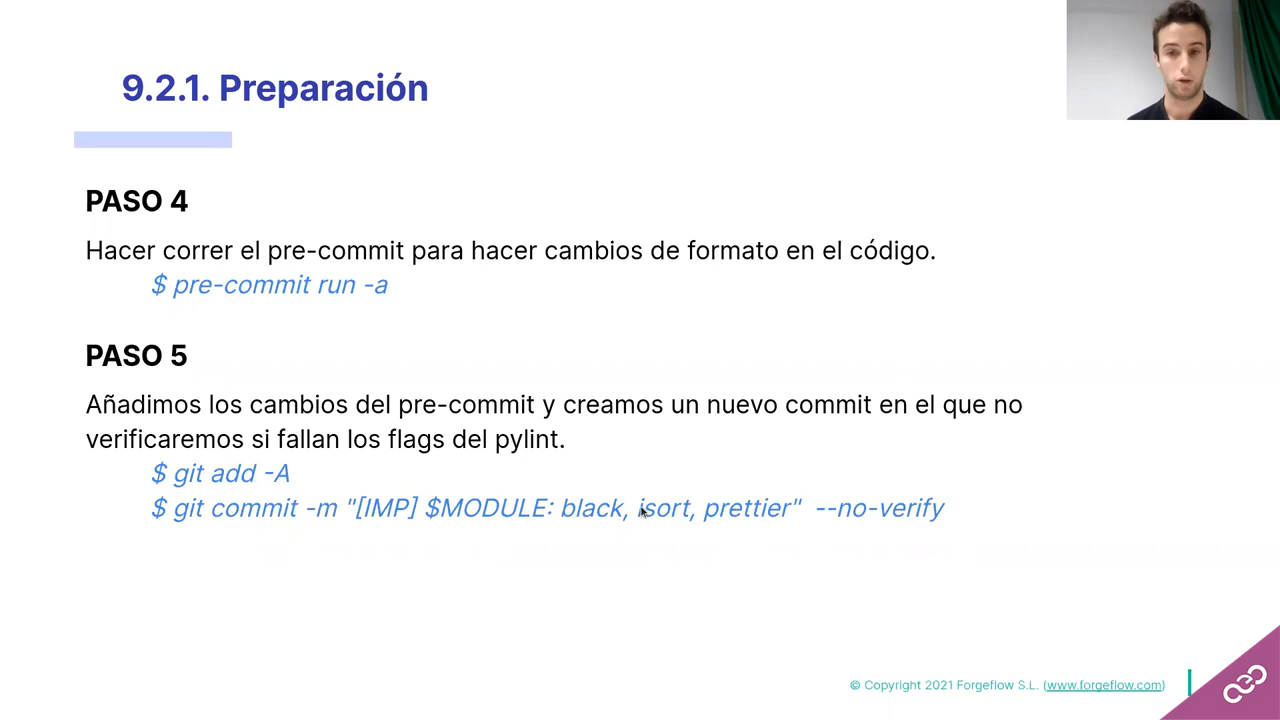 9.2.1. Preparación
PASO 4
Hacer correr el pre-commit para hacer cambios de formato en el código.
$ pre-commit run -a
PASO 5
Añadimos los cambios del pre-commit y creamos un nuevo commit en el que no
verificaremos si fallan los flags del pylint.
$ git add -A
$ git commit -m "[IMP] $MODULE: black, isort, prettier" --no-verify
© Copyright 2021 Forgeflow S.L. (www.forgeflow.com)